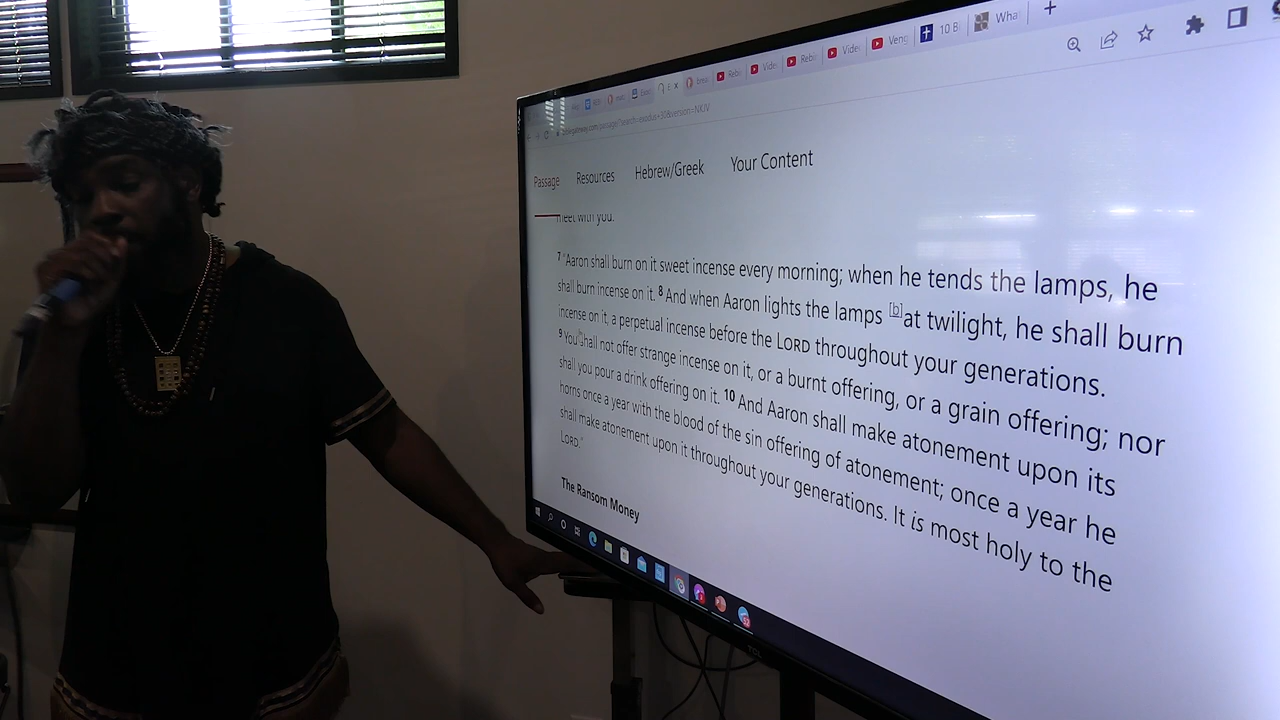 10 B
Wha
Passage
Resources
Hebrew/Greek
Your Content
meet with you.
7 "Aaron shall burn on it sweet incense every morning; when he tends the lamps, he
shall burn incense on it. 8 And when Aaron lights the lamps [b]at twilight, he shall burn
incense on it, a perpetual incense before the LORD throughout your generations.
9 You shall not offer strange incense on it, or a burnt offering, or a grain offering; nor
shall you pour a drink offering on it. 10 And Aaron shall make atonement upon its
horns once a year with the blood of the sin offering of atonement; once a year he
shall make atonement upon it throughout your generations. It is most holy to the
LORD."
The Ransom Money
TCL